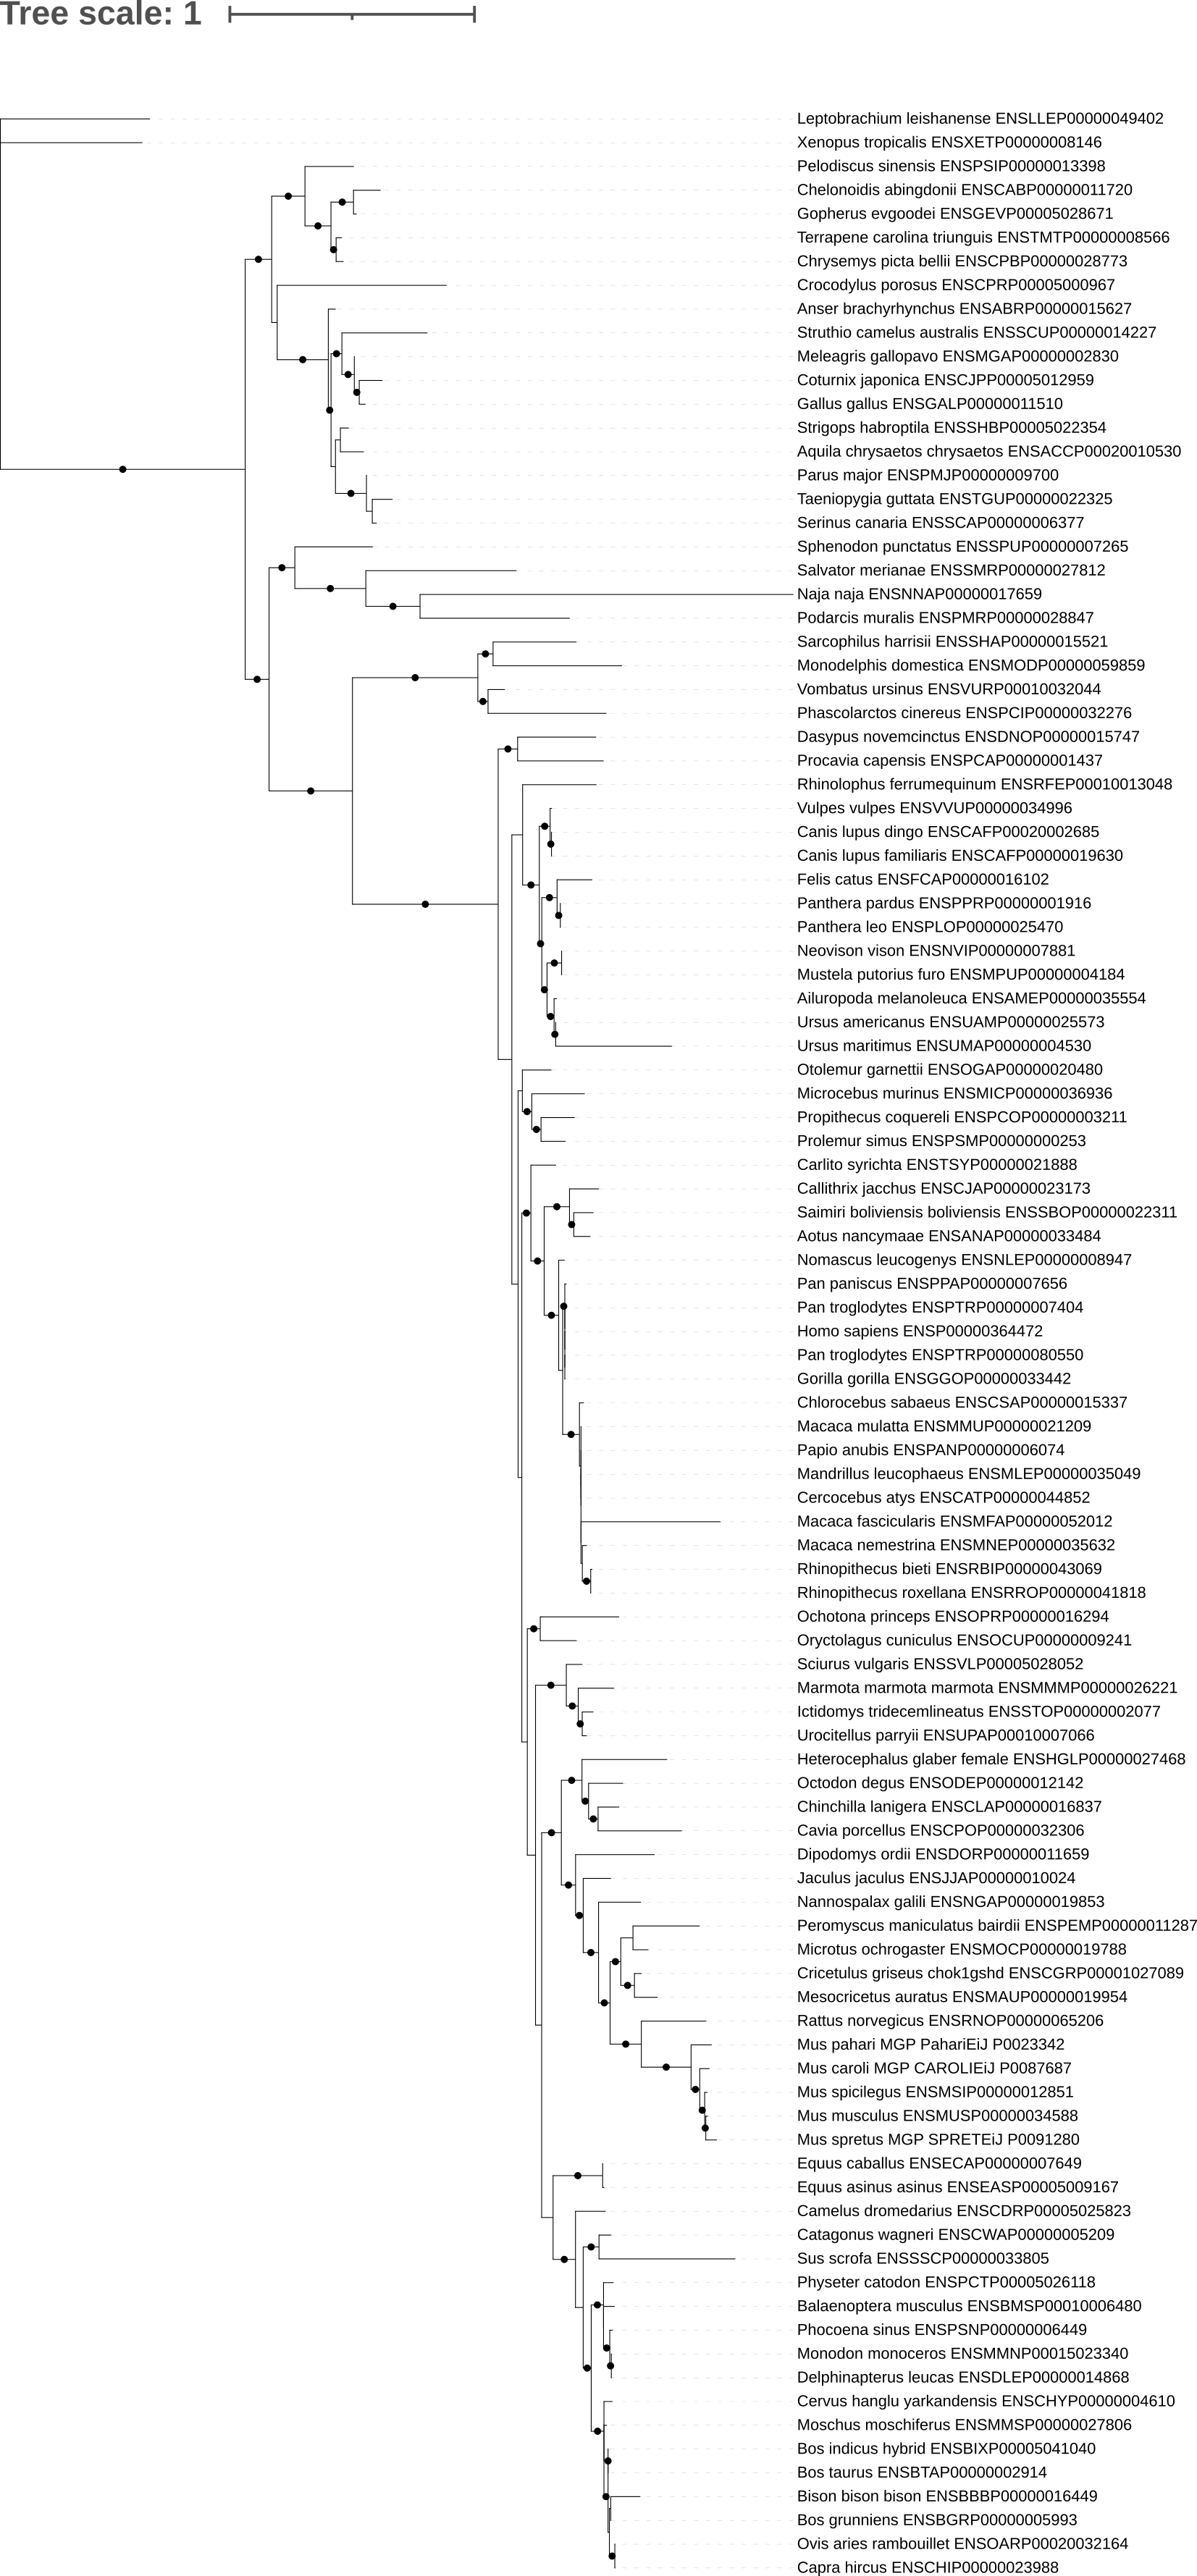 Tree scale: 1
Leptobrachium leishanense ENSLLEP00000049402
Xenopus tropicalis ENSXETP00000008146
Pelodiscus sinensis ENSPSIP00000013398
Chelonoidis abingdonii ENSCABP00000011720
Gopherus evgoodei ENSGEVP00005028671
Terrapene carolina triunguis ENSTMTP00000008566
Chrysemys picta bellii ENSCPBP00000028773
Crocodylus porosus ENSCPRP00005000967
Anser brachyrhynchus ENSABRP00000015627
Struthio camelus australis ENSSCUP00000014227
Meleagris gallopavo ENSMGAP00000002830
Coturnix japonica ENSCJPP00005012959
Gallus gallus ENSGALP00000011510
Strigops habroptila ENSSHBP00005022354
Aquila chrysaetos chrysaetos ENSACCP00020010530
Parus major ENSPMJP00000009700
Taeniopygia guttata ENSTGUP00000022325
Serinus canaria ENSSCAP00000006377
Sphenodon punctatus ENSSPUP00000007265
Salvator merianae ENSSMRP00000027812
Naja naja ENSNNAP00000017659
Podarcis muralis ENSPMRP00000028847
Sarcophilus harrisii ENSSHAP00000015521
Monodelphis domestica ENSMODP00000059859
Vombatus ursinus ENSVURP00010032044
Phascolarctos cinereus ENSPCIP00000032276
Dasypus novemcinctus ENSDNOP00000015747
Procavia capensis ENSPCAP00000001437
Rhinolophus ferrumequinum ENSRFEP00010013048
Vulpes vulpes ENSVVUP00000034996
Canis lupus dingo ENSCAFP00020002685
Canis lupus familiaris ENSCAFP00000019630
Felis catus ENSFCAP00000016102
Panthera pardus ENSPPRP00000001916
Panthera leo ENSPLOP00000025470
Neovison vison ENSNVIP00000007881
Mustela putorius furo ENSMPUP00000004184
Ailuropoda melanoleuca ENSAMEP00000035554
Ursus americanus ENSUAMP00000025573
Ursus maritimus ENSUMAP00000004530
Otolemur garnettii ENSOGAP00000020480
Microcebus murinus ENSMICP00000036936
Propithecus coquereli ENSPCOP00000003211
Prolemur simus ENSPSMP00000000253
Carlito syrichta ENSTSYP00000021888
Callithrix jacchus ENSCJAP00000023173
Saimiri boliviensis boliviensis ENSSBOP00000022311
Aotus nancymaae ENSANAP00000033484
Nomascus leucogenys ENSNLEP00000008947
Pan paniscus ENSPPAP00000007656
Pan troglodytes ENSPTRP00000007404
Homo sapiens ENSP00000364472
Pan troglodytes ENSPTRP00000080550
Gorilla gorilla ENSGGOP00000033442
Chlorocebus sabaeus ENSCSAP00000015337
Macaca mulatta ENSMMUP00000021209
Papio anubis ENSPANP00000006074
Mandrillus leucophaeus ENSMLEP00000035049
Cercocebus atys ENSCATP00000044852
Macaca fascicularis ENSMFAP00000052012
Macaca nemestrina ENSMNEP00000035632
Rhinopithecus bieti ENSRBIP00000043069
Rhinopithecus roxellana ENSRROP00000041818
Ochotona princeps ENSOPRP00000016294
Oryctolagus cuniculus ENSOCUP00000009241
Sciurus vulgaris ENSSVLP00005028052
Marmota marmota marmota ENSMMMP00000026221
Ictidomys tridecemlineatus ENSSTOP00000002077
Urocitellus parryii ENSUPAP00010007066
Heterocephalus glaber female ENSHGLP00000027468
Octodon degus ENSODEP00000012142
Chinchilla lanigera ENSCLAP00000016837
Cavia porcellus ENSCPOP00000032306
Dipodomys ordii ENSDORP00000011659
Jaculus jaculus ENSJJAP00000010024
Nannospalax galili ENSNGAP00000019853
Peromyscus maniculatus bairdii ENSPEMP00000011287
Microtus ochrogaster ENSMOCP00000019788
Cricetulus griseus chok1gshd ENSCGRP00001027089
Mesocricetus auratus ENSMAUP00000019954
Rattus norvegicus ENSRNOP00000065206
Mus pahari MGP PahariEiJ P0023342
Mus caroli MGP CAROLIEiJ P0087687
Mus spicilegus ENSMSIP00000012851
Mus musculus ENSMUSP00000034588
Mus spretus MGP SPRETEiJ P0091280
Equus caballus ENSECAP00000007649
Equus asinus asinus ENSEASP00005009167
Camelus dromedarius ENSCDRP00005025823
Catagonus wagneri ENSCWAP00000005209
Sus scrofa ENSSSCP00000033805
Physeter catodon ENSPCTP00005026118
Balaenoptera musculus ENSBMSP00010006480
Phocoena sinus ENSPSNP00000006449
Monodon monoceros ENSMMNP00015023340
Delphinapterus leucas ENSDLEP00000014868
Cervus hanglu yarkandensis ENSCHYP00000004610
Moschus moschiferus ENSMMSP00000027806
Bos indicus hybrid ENSBIXP00005041040
Bos taurus ENSBTAP00000002914
Bison bison bison ENSBBBP00000016449
Bos grunniens ENSBGRP00000005993
Ovis aries rambouillet ENSOARP00020032164
Capra hircus ENSCHIP00000023988